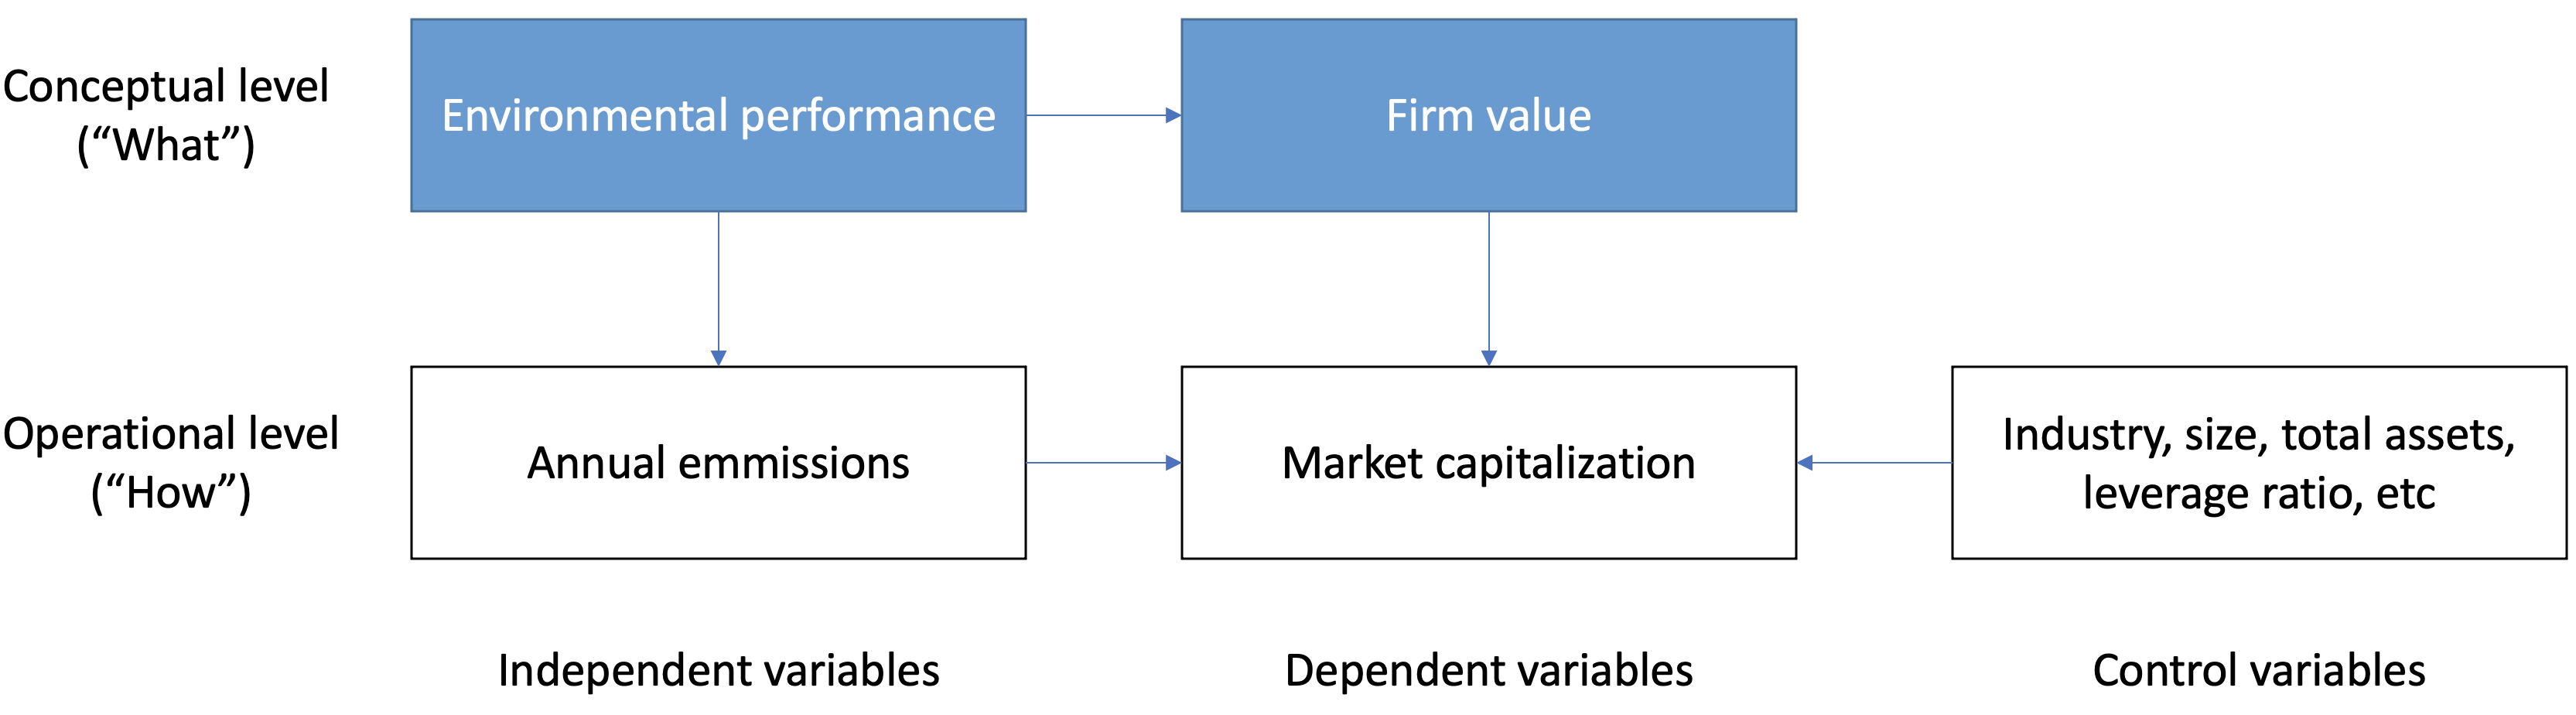 Conceptual level
(“What”)
Environmental performance
Firm value
Operational level
(“How”)
Annual emmissions
Market capitalization
Industry, size, total assets,
leverage ratio, etc
Independent variables
Dependent variables
Control variables